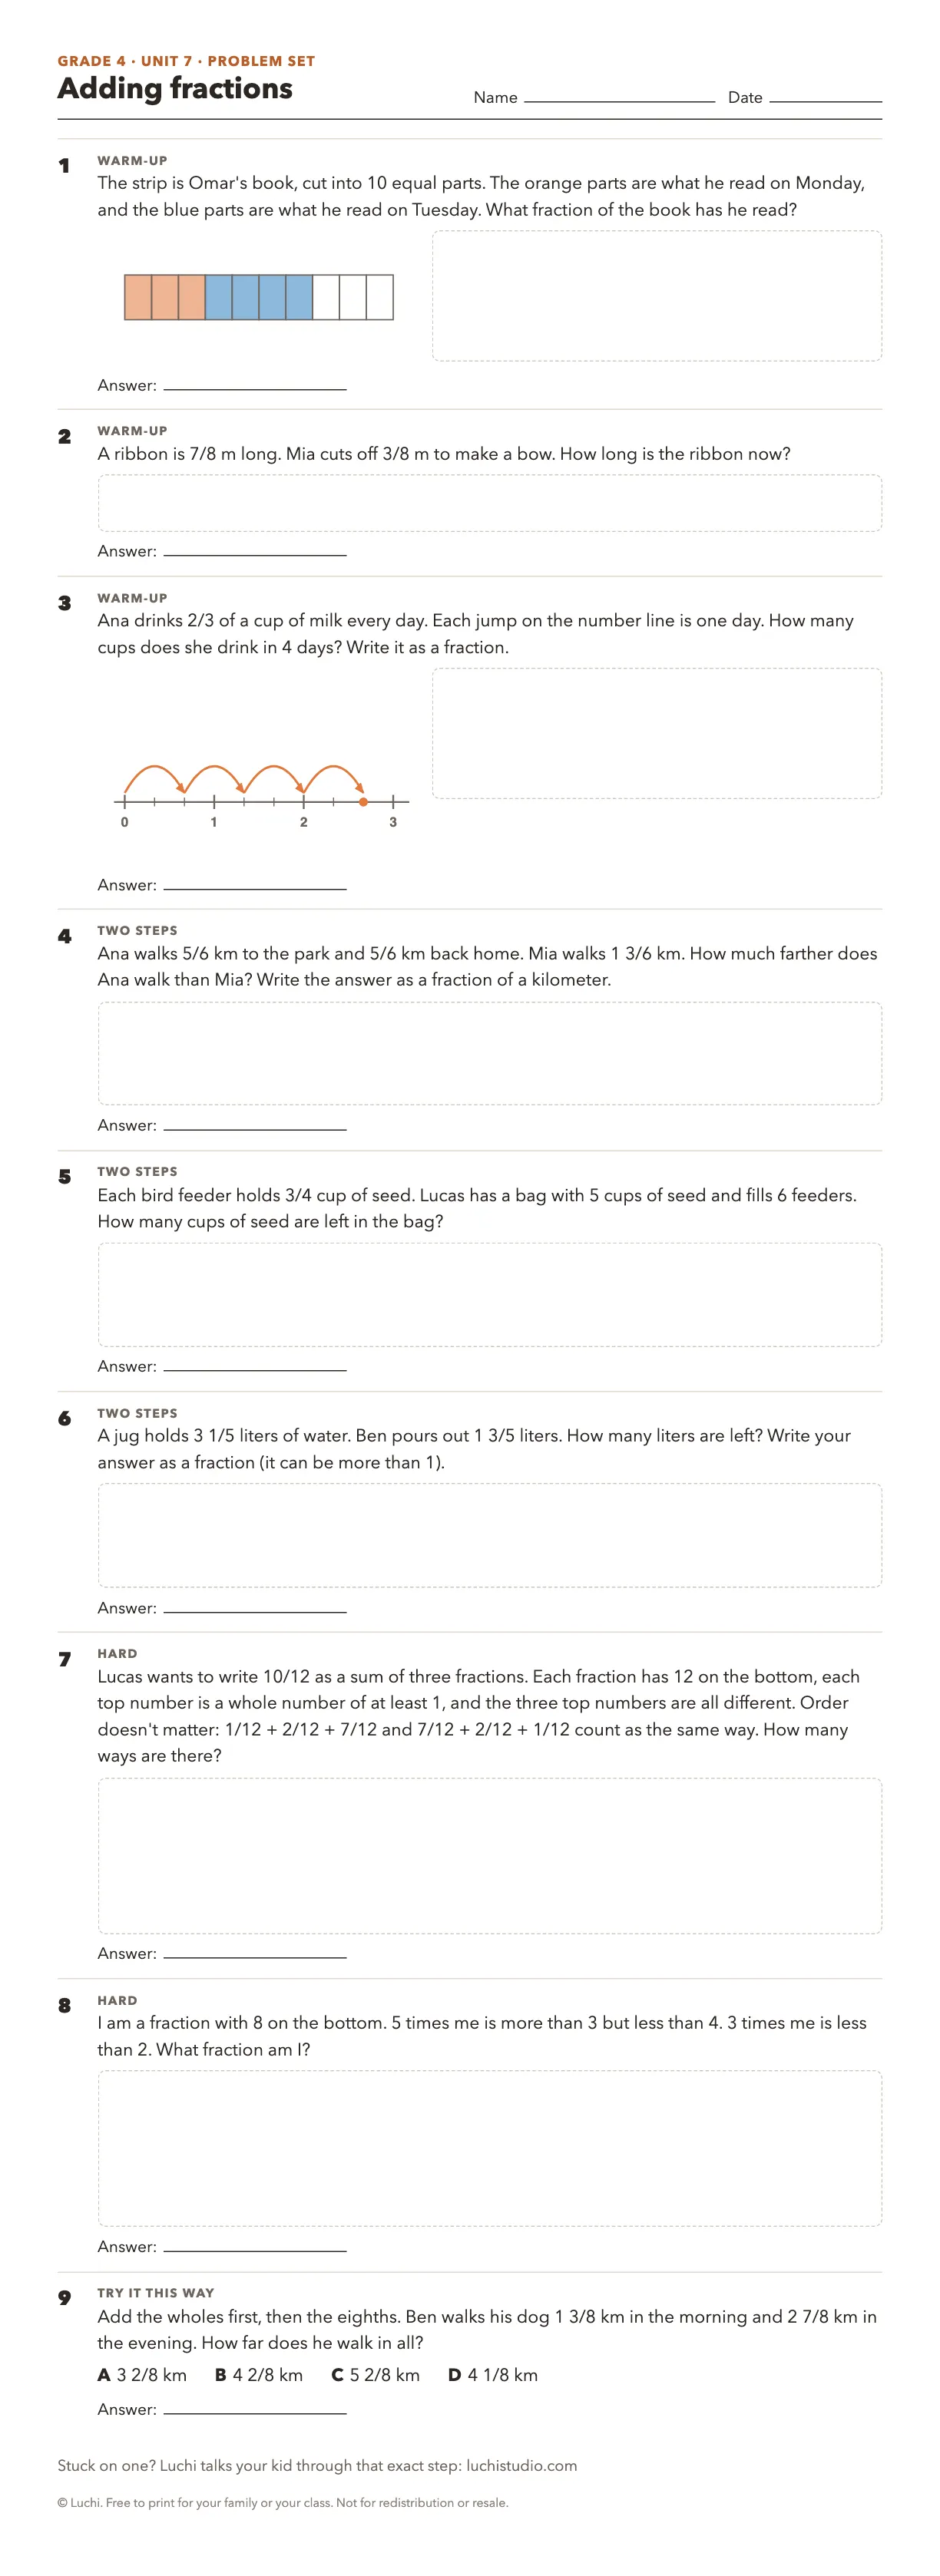 GRADE 4 · UNIT 7 · PROBLEM SET
Adding fractions
Name Date
1
WARM-UP
The strip is Omar's book, cut into 10 equal parts. The orange parts are what he read on Monday,
and the blue parts are what he read on Tuesday. What fraction of the book has he read?
Answer:
2
WARM-UP
A ribbon is 7/8 m long. Mia cuts off 3/8 m to make a bow. How long is the ribbon now?
Answer:
3
WARM-UP
Ana drinks 2/3 of a cup of milk every day. Each jump on the number line is one day. How many
cups does she drink in 4 days? Write it as a fraction.
0 1 2 3
Answer:
4
TWO STEPS
Ana walks 5/6 km to the park and 5/6 km back home. Mia walks 1 3/6 km. How much farther does
Ana walk than Mia? Write the answer as a fraction of a kilometer.
Answer:
5
TWO STEPS
Each bird feeder holds 3/4 cup of seed. Lucas has a bag with 5 cups of seed and fills 6 feeders.
How many cups of seed are left in the bag?
Answer:
6
TWO STEPS
A jug holds 3 1/5 liters of water. Ben pours out 1 3/5 liters. How many liters are left? Write your
answer as a fraction (it can be more than 1).
Answer:
7
HARD
Lucas wants to write 10/12 as a sum of three fractions. Each fraction has 12 on the bottom, each
top number is a whole number of at least 1, and the three top numbers are all different. Order
doesn't matter: 1/12 + 2/12 + 7/12 and 7/12 + 2/12 + 1/12 count as the same way. How many
ways are there?
Answer:
8
HARD
I am a fraction with 8 on the bottom. 5 times me is more than 3 but less than 4. 3 times me is less
than 2. What fraction am I?
Answer:
9
TRY IT THIS WAY
Add the wholes first, then the eighths. Ben walks his dog 1 3/8 km in the morning and 2 7/8 km in
the evening. How far does he walk in all?
A 3 2/8 km B 4 2/8 km C 5 2/8 km D 4 1/8 km
Answer:
Stuck on one? Luchi talks your kid through that exact step: luchistudio.com
© Luchi. Free to print for your family or your class. Not for redistribution or resale.